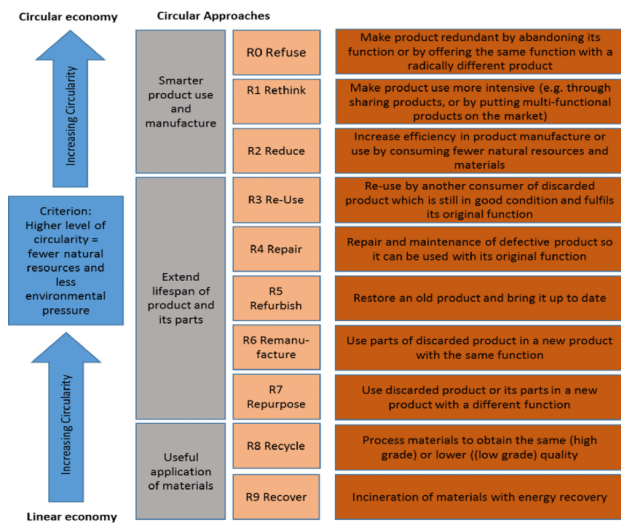 Circular economy
Circular Approaches
Increasing Circularity
Criterion:
Higher level of
circularity =
fewer natural
resources and
less
environmental
pressure
Increasing Circularity
Linear economy
Smarter
product use
and
manufacture
R0 Refuse
Make product redundant by abandoning its
function or by offering the same function with a
radically different product
R1 Rethink
Make product use more intensive (e.g. through
sharing products, or by putting multi-functional
products on the market)
R2 Reduce
Increase efficiency in product manufacture or
use by consuming fewer natural resources and
materials
Extend
lifespan of
product and
its parts
R3 Re-Use
Re-use by another consumer of discarded
product which is still in good condition and fulfils
its original function
R4 Repair
Repair and maintenance of defective product so
it can be used with its original function
R5
Refurbish
Restore an old product and bring it up to date
R6 Remanu-
facture
Use parts of discarded product in a new product
with the same function
R7
Repurpose
Use discarded product or its parts in a new
product with a different function
Useful
application
of materials
R8 Recycle
Process materials to obtain the same (high
grade) or lower ((low grade) quality
R9 Recover
Incineration of materials with energy recovery